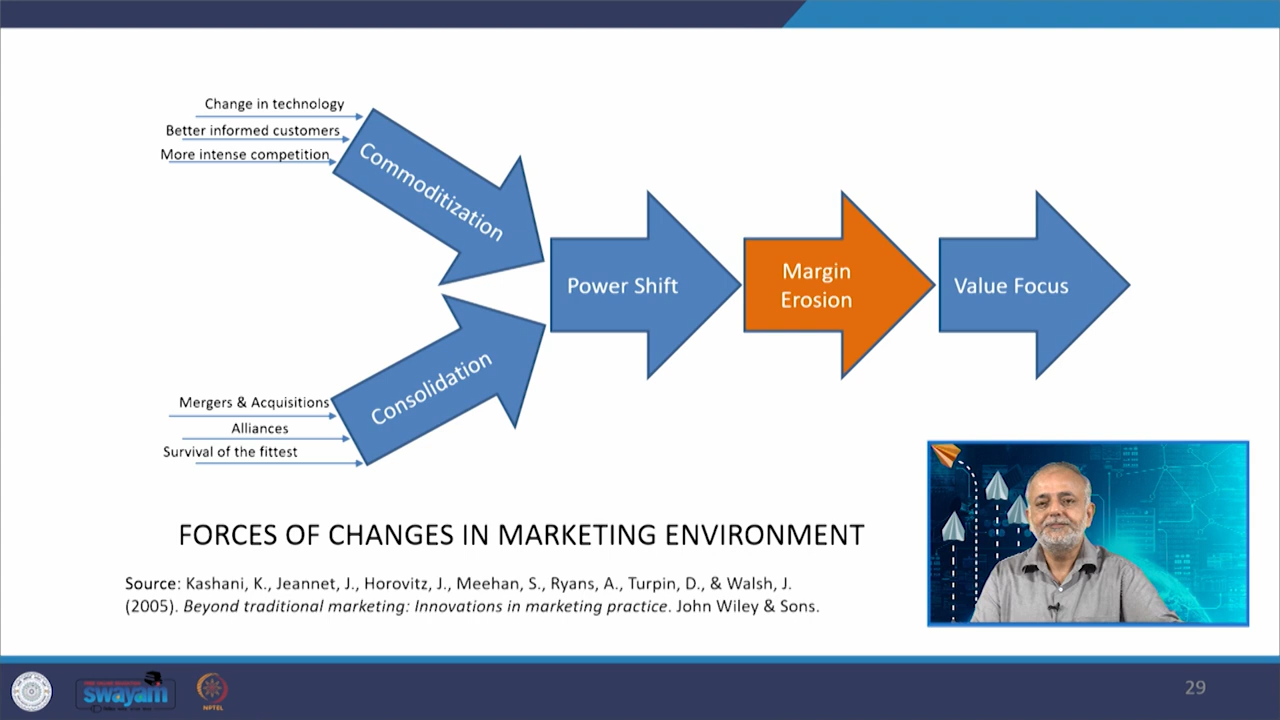 Change in technology
Better informed customers
More intense competition
Commoditization
Power Shift
Margin
Erosion
Value Focus
Consolidation
Mergers & Acquisitions
Alliances
Survival of the fittest
FORCES OF CHANGES IN MARKETING ENVIRONMENT
Source: Kashani, K., Jeannet, J., Horovitz, J., Meehan, S., Ryans, A., Turpin, D., & Walsh, J.
(2005). Beyond traditional marketing: Innovations in marketing practice. John Wiley & Sons.
swayam
NPTEL
29